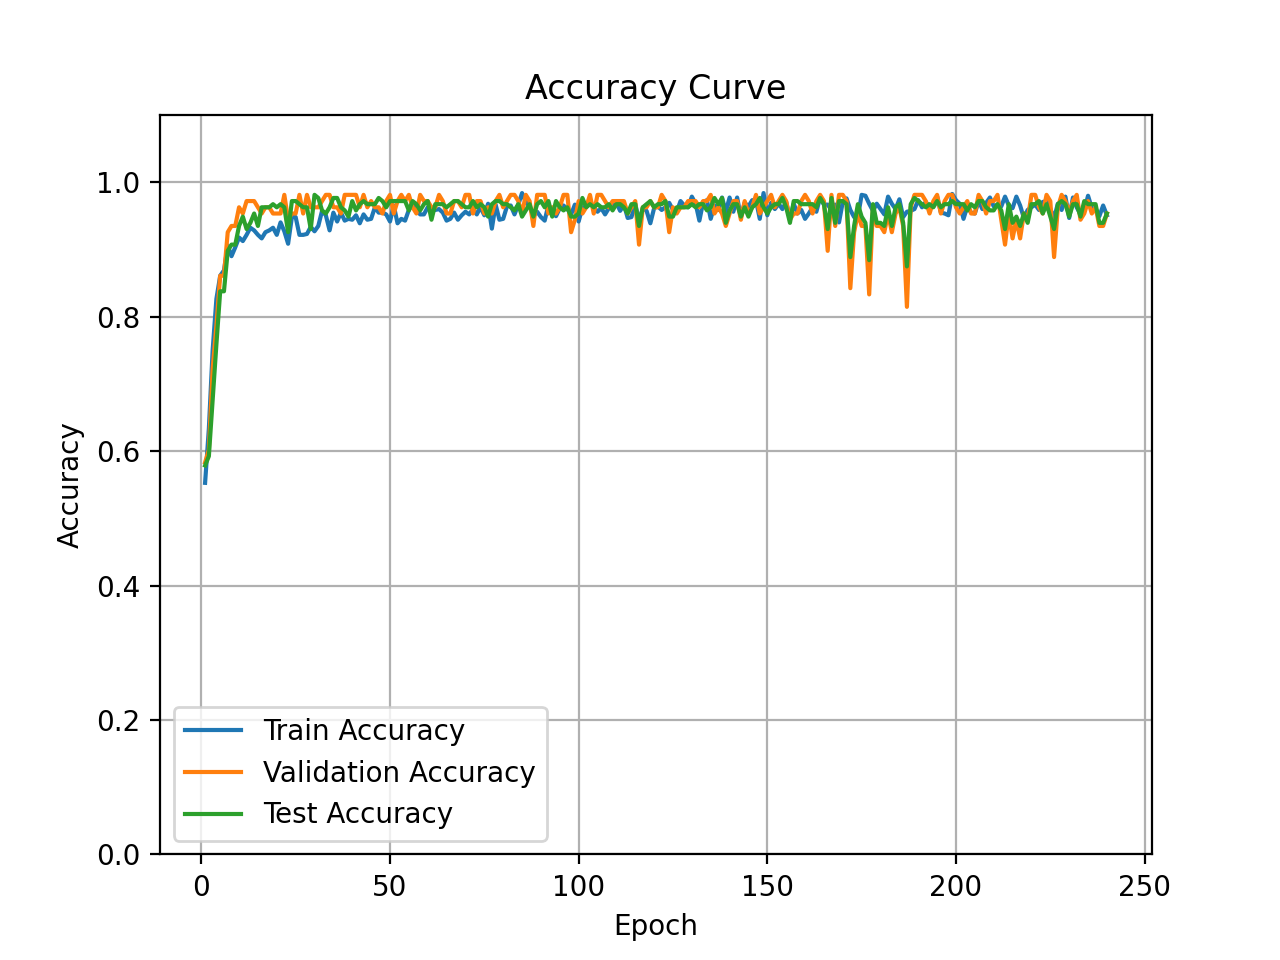 Accuracy Curve
1.0
0.8
0.6
0.4
0.2
0.0
Accuracy
Train Accuracy
Validation Accuracy
Test Accuracy
0 50 100 150 200 250
Epoch